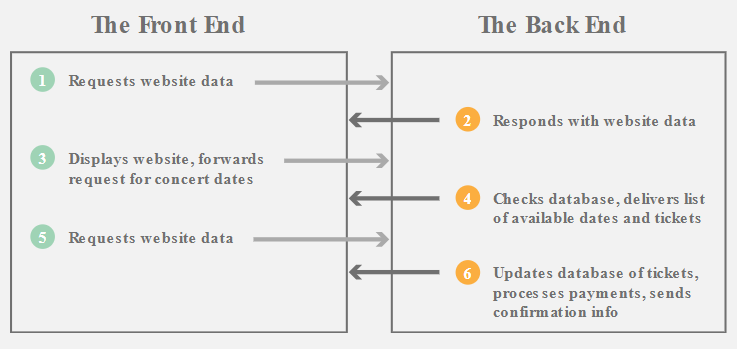 The Front End
The Back End
1 Requests website data
2 Responds with website data
3 Displays website, forwards
request for concert dates
4 Checks database, delivers list
of available dates and tickets
5 Requests website data
6 Updates database of tickets,
processes payments, sends
confirmation info